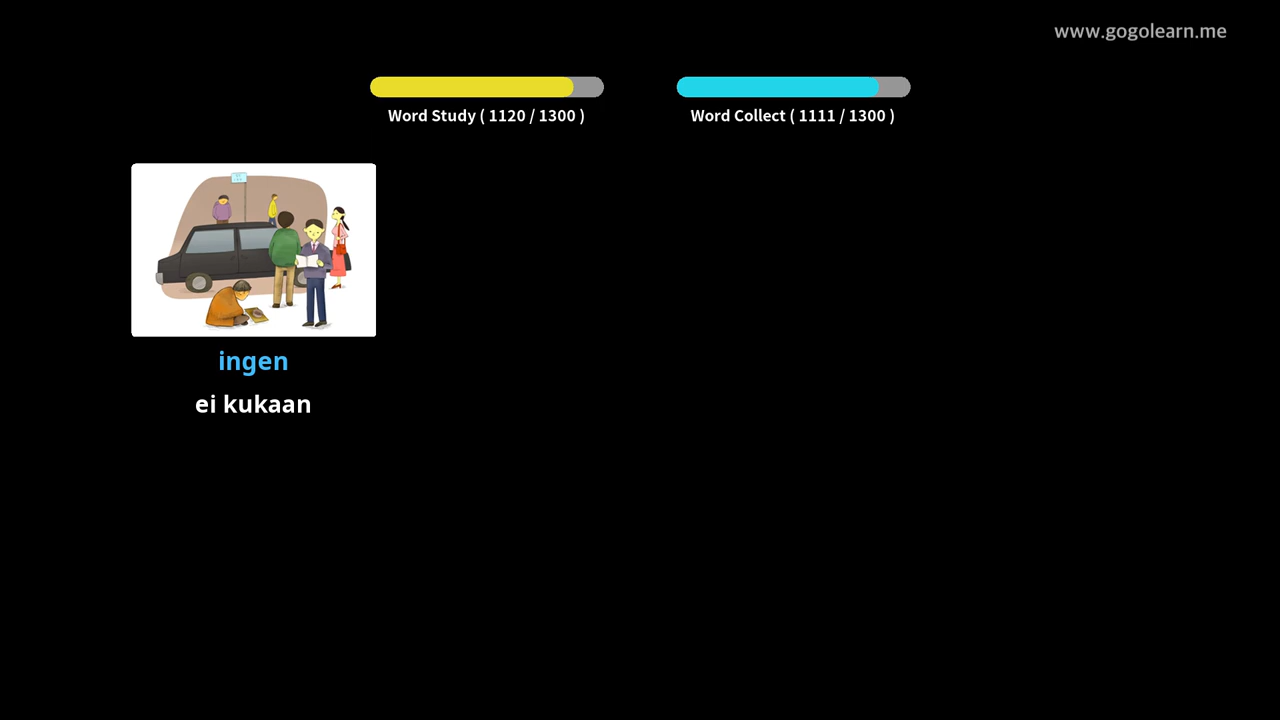 www.gogolearn.me
Word Study ( 1120 / 1300 )
Word Collect ( 1111 / 1300 )
ingen
ei kukaan